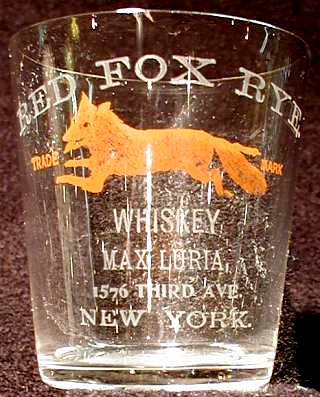 RED FOX RYE
TRADE MARK
WHISKEY
MAX LURIA,
1576 THIRD AVE
NEW YORK.